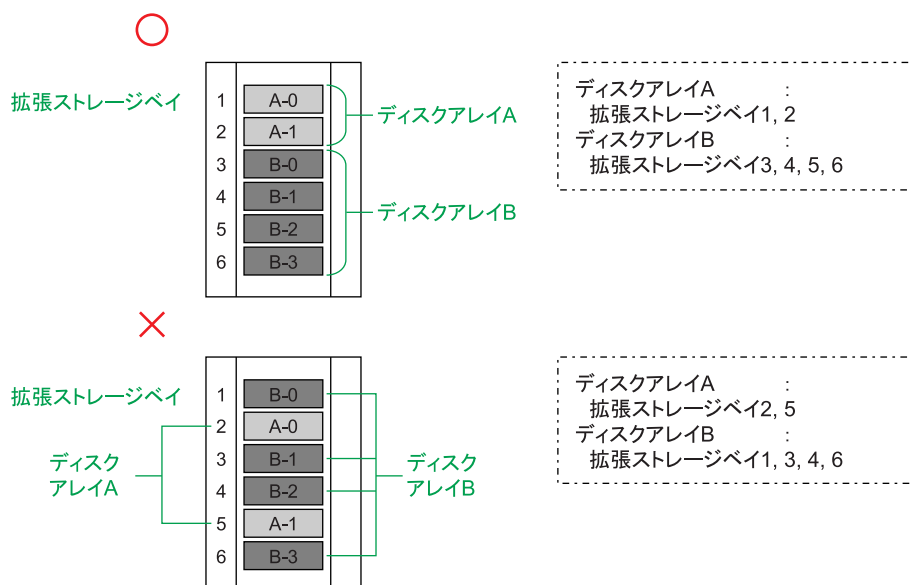 拡張ストレージベイ
1 A-0
2 A-1
3 B-0
4 B-1
5 B-2
6 B-3
ディスクアレイA
ディスクアレイB
ディスクアレイA :
拡張ストレージベイ1, 2
ディスクアレイB :
拡張ストレージベイ3, 4, 5, 6
拡張ストレージベイ
ディスク
アレイA
1 B-0
2 A-0
3 B-1
4 B-2
5 A-1
6 B-3
ディスク
アレイB
ディスクアレイA :
拡張ストレージベイ2, 5
ディスクアレイB :
拡張ストレージベイ1, 3, 4, 6